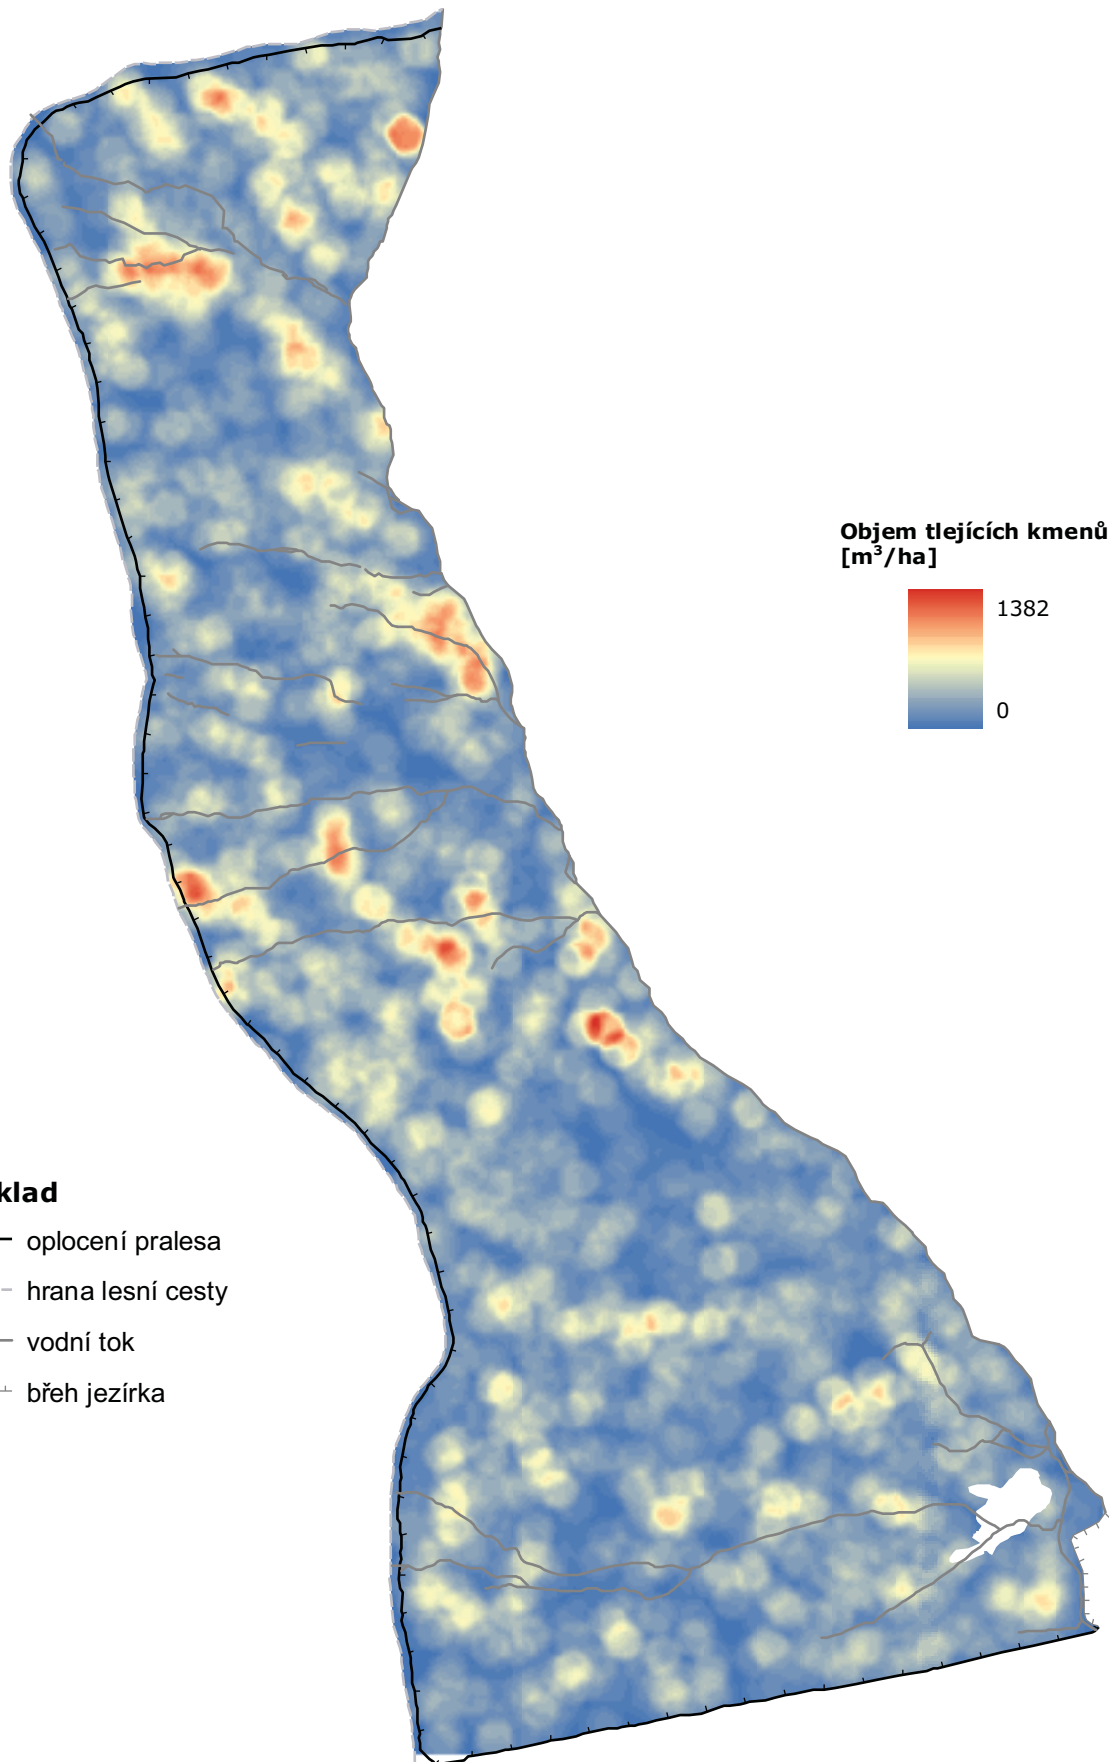 Objem tlejících kmenů
[m³/ha]
1382
0
klad
oplocení pralesa
hrana lesní cesty
vodní tok
břeh jezírka